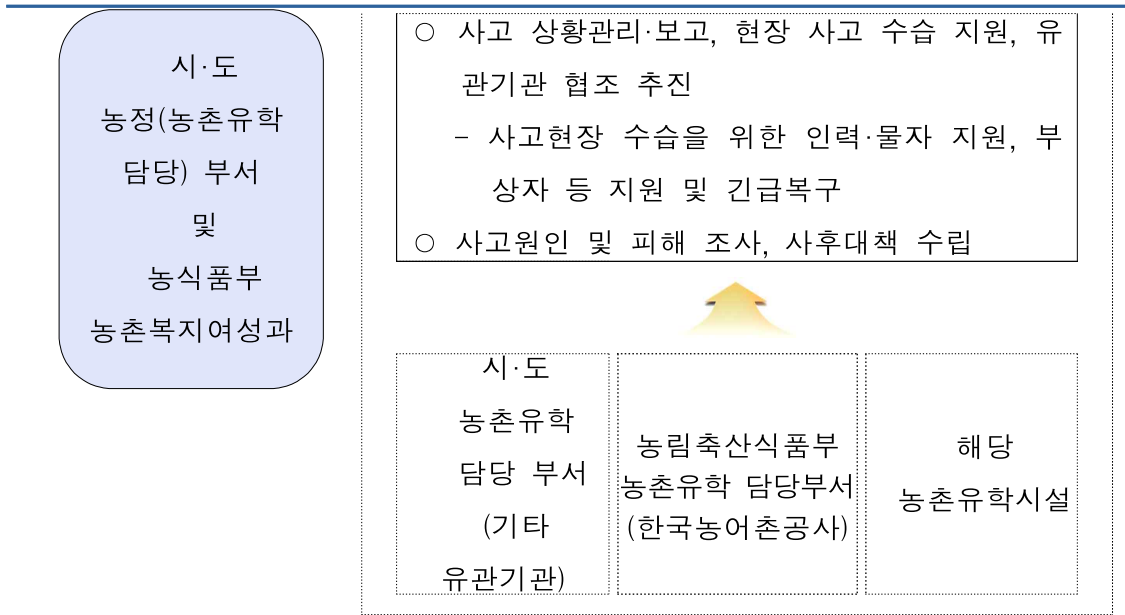 시·도
농정(농촌유학
담당) 부서
및
농식품부
농촌복지여성과
○ 사고 상황관리·보고, 현장 사고 수습 지원, 유
관기관 협조 추진
- 사고현장 수습을 위한 인력·물자 지원, 부
상자 등 지원 및 긴급복구
○ 사고원인 및 피해 조사, 사후대책 수립
시·도
농촌유학
담당 부서
(기타
유관기관)
농림축산식품부
농촌유학 담당부서
(한국농어촌공사)
해당
농촌유학시설